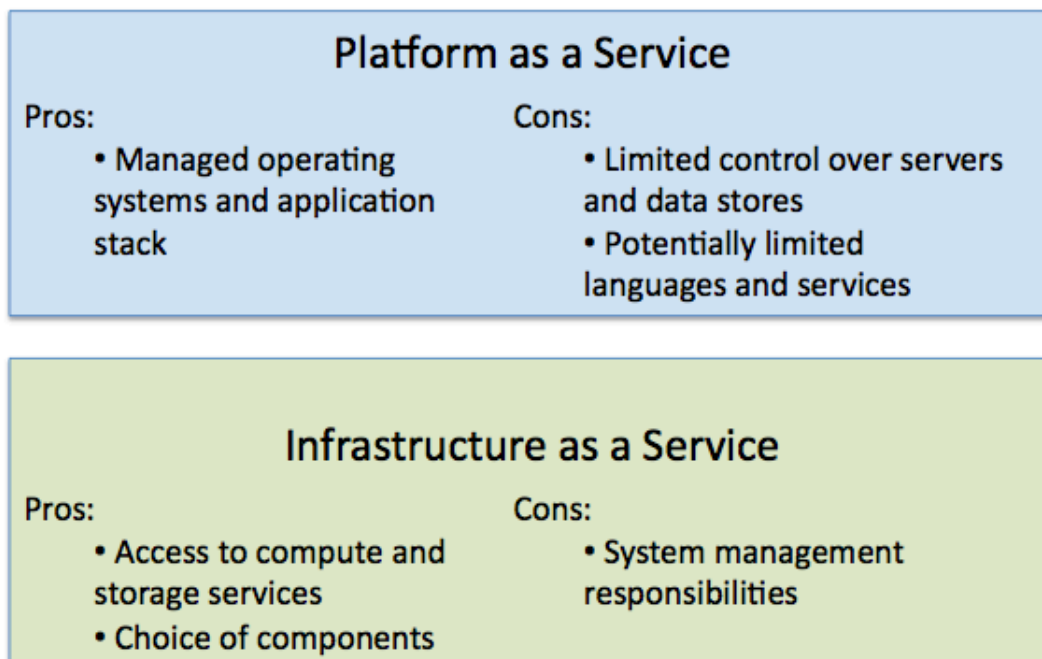 Platform as a Service
Pros:
• Managed operating
systems and application
stack
Cons:
• Limited control over servers
and data stores
• Potentially limited
languages and services
Infrastructure as a Service
Pros:
• Access to compute and
storage services
• Choice of components
Cons:
• System management
responsibilities